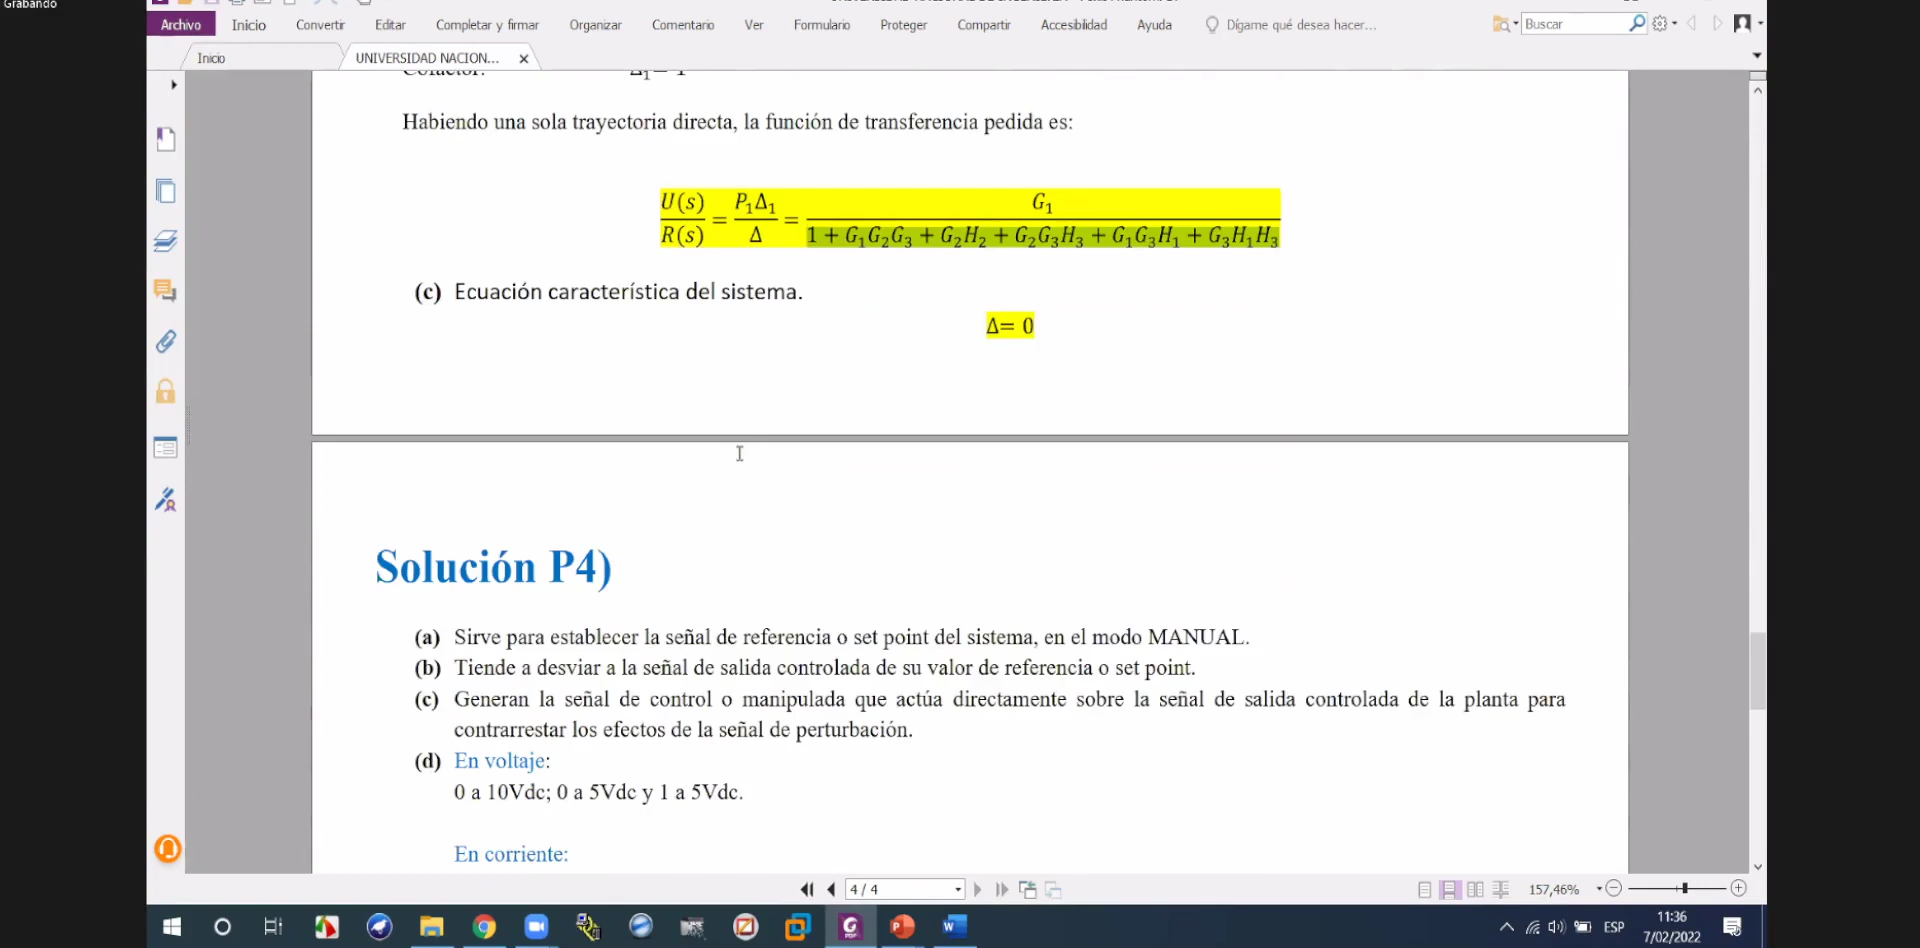 Grabando
Archivo Inicio Convertir Editar Completar y firmar Organizar Comentario Ver Formulario Proteger Compartir Accesibilidad Ayuda Dígame qué desea hacer... Buscar
Inicio UNIVERSIDAD NACION...
Cofactor: Δ₁= 1
Habiendo una sola trayectoria directa, la función de transferencia pedida es:
U(s)/R(s) = P₁Δ₁/Δ = G₁/(1 + G₁G₂G₃ + G₂H₂ + G₂G₃H₃ + G₁G₃H₁ + G₃H₁H₃)
(c) Ecuación característica del sistema.
Δ= 0
Solución P4)
(a) Sirve para establecer la señal de referencia o set point del sistema, en el modo MANUAL.
(b) Tiende a desviar a la señal de salida controlada de su valor de referencia o set point.
(c) Generan la señal de control o manipulada que actúa directamente sobre la señal de salida controlada de la planta para
contrarrestar los efectos de la señal de perturbación.
(d) En voltaje:
0 a 10Vdc; 0 a 5Vdc y 1 a 5Vdc.
En corriente:
4 / 4 157,46%
ESP 11:36
7/02/2022